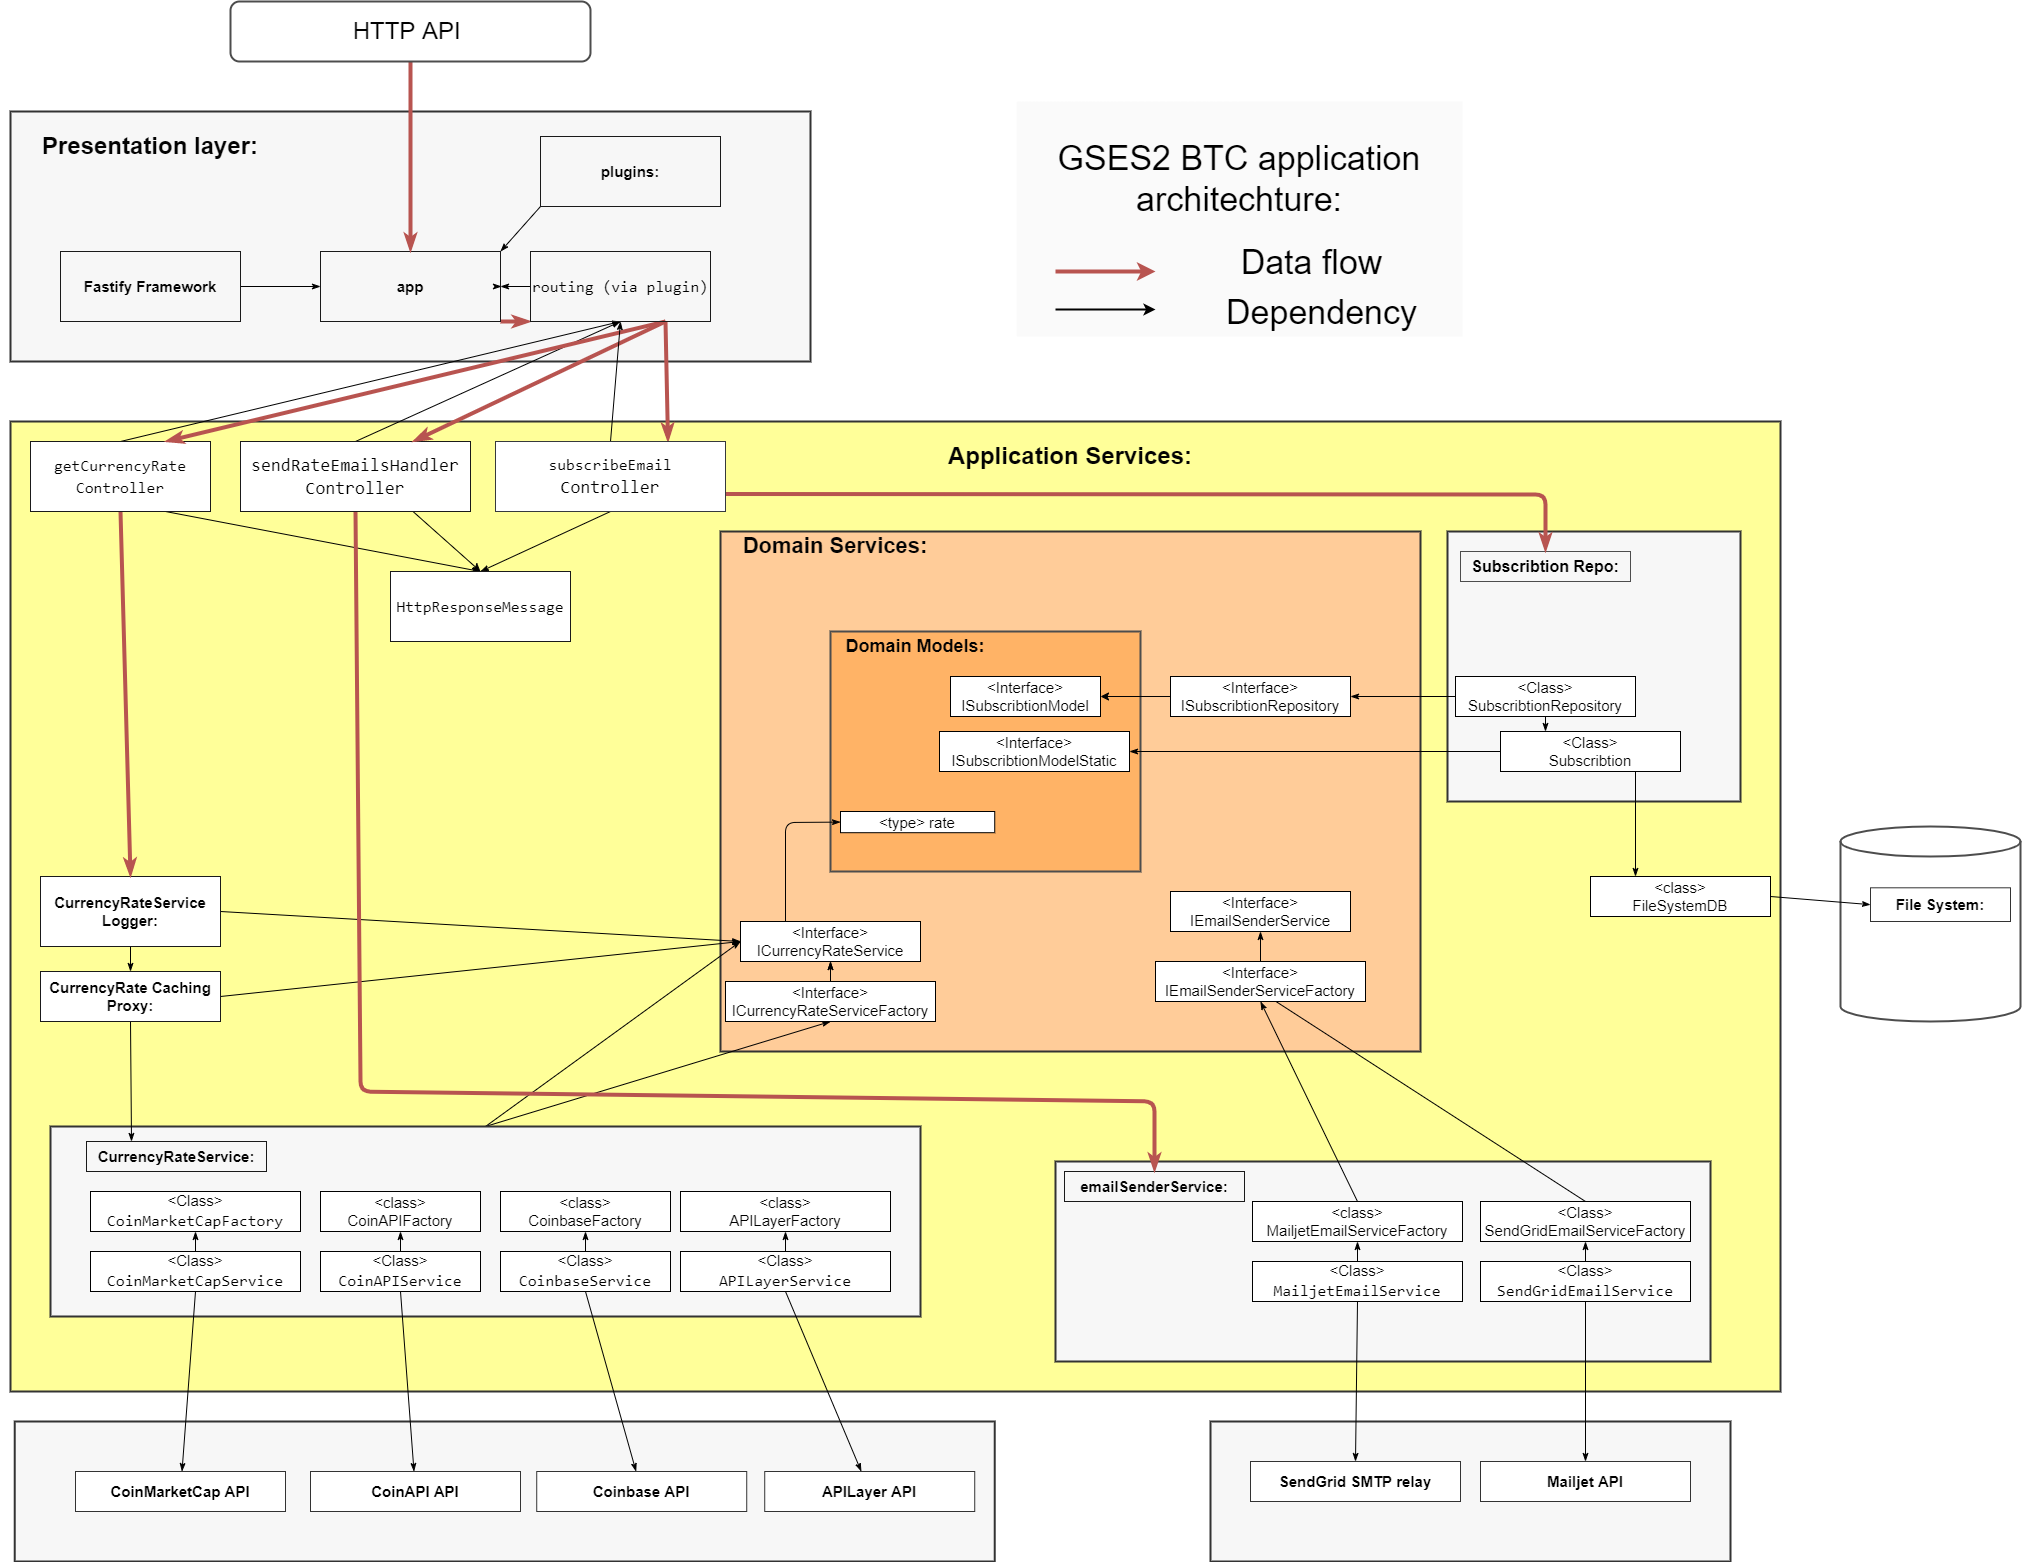 HTTP API
Presentation layer:
plugins:
Fastify Framework
app
routing (via plugin)
GSES2 BTC application
architechture:
Data flow
Dependency
Application Services:
getCurrencyRate
Controller
sendRateEmailsHandler
Controller
subscribeEmail
Controller
HttpResponseMessage
Domain Services:
Subscribtion Repo:
Domain Models:
<Interface>
ISubscribtionModel
<Interface>
ISubscribtionRepository
<Class>
SubscribtionRepository
<Interface>
ISubscribtionModelStatic
<Class>
Subscribtion
<type> rate
CurrencyRateService
Logger:
<Interface>
ICurrencyRateService
<Interface>
IEmailSenderService
<class>
FileSystemDB
File System:
CurrencyRate Caching
Proxy:
<Interface>
ICurrencyRateServiceFactory
<Interface>
IEmailSenderServiceFactory
CurrencyRateService:
<Class>
CoinMarketCapFactory
<class>
CoinAPIFactory
<class>
CoinbaseFactory
<class>
APILayerFactory
<Class>
CoinMarketCapService
<Class>
CoinAPIService
<Class>
CoinbaseService
<Class>
APILayerService
emailSenderService:
<class>
MailjetEmailServiceFactory
<Class>
SendGridEmailServiceFactory
<Class>
MailjetEmailService
<Class>
SendGridEmailService
CoinMarketCap API
CoinAPI API
Coinbase API
APILayer API
SendGrid SMTP relay
Mailjet API